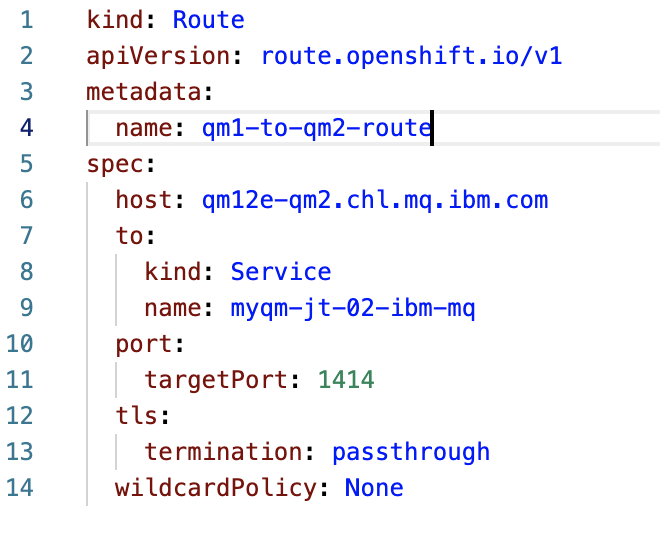 1 kind: Route
2 apiVersion: route.openshift.io/v1
3 metadata:
4   name: qm1-to-qm2-route
5 spec:
6   host: qm12e-qm2.chl.mq.ibm.com
7   to:
8     kind: Service
9     name: myqm-jt-02-ibm-mq
10   port:
11     targetPort: 1414
12   tls:
13     termination: passthrough
14   wildcardPolicy: None